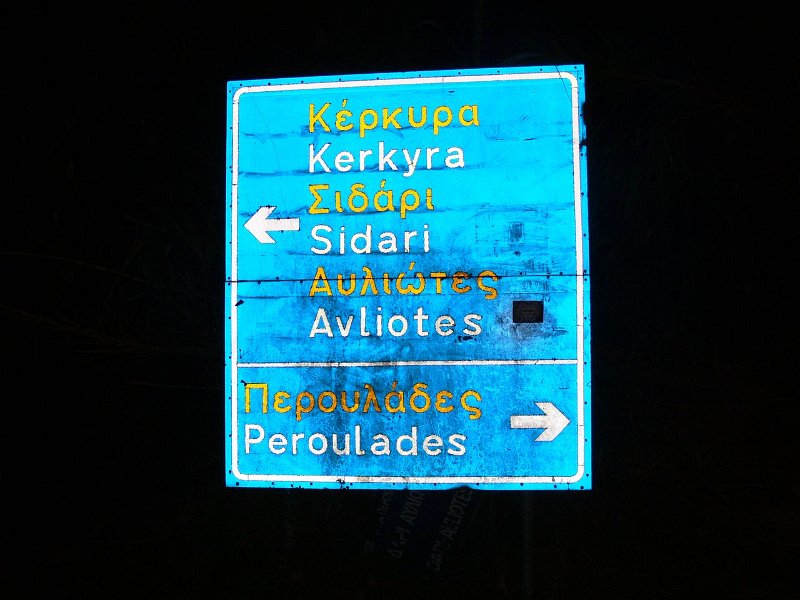 Κέρκυρα
Kerkyra
Σιδάρι
Sidari
Αυλιώτες
Avliotes
Περουλάδες
Peroulades